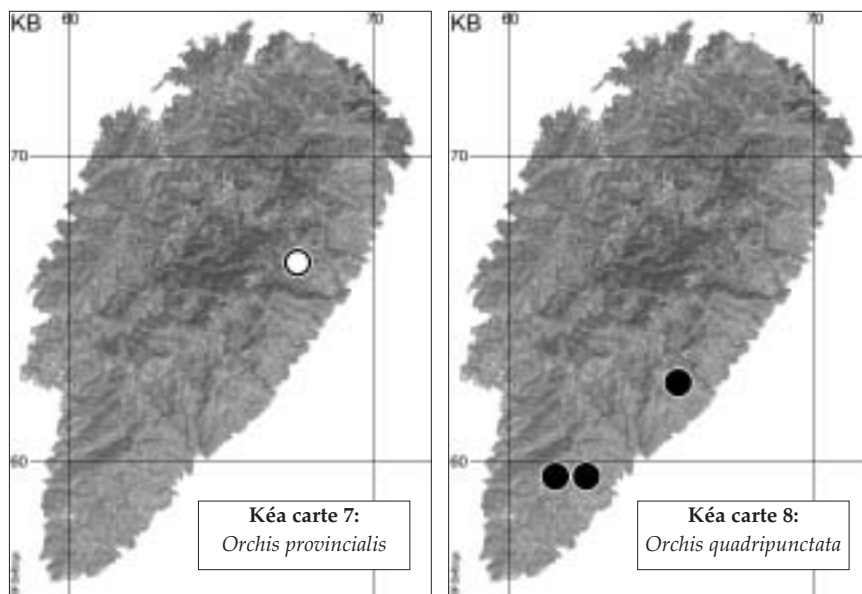 KB 60 70
70
60
Kéa carte 7:
Orchis provincialis
KB 60 70
70
60
Kéa carte 8:
Orchis quadripunctata